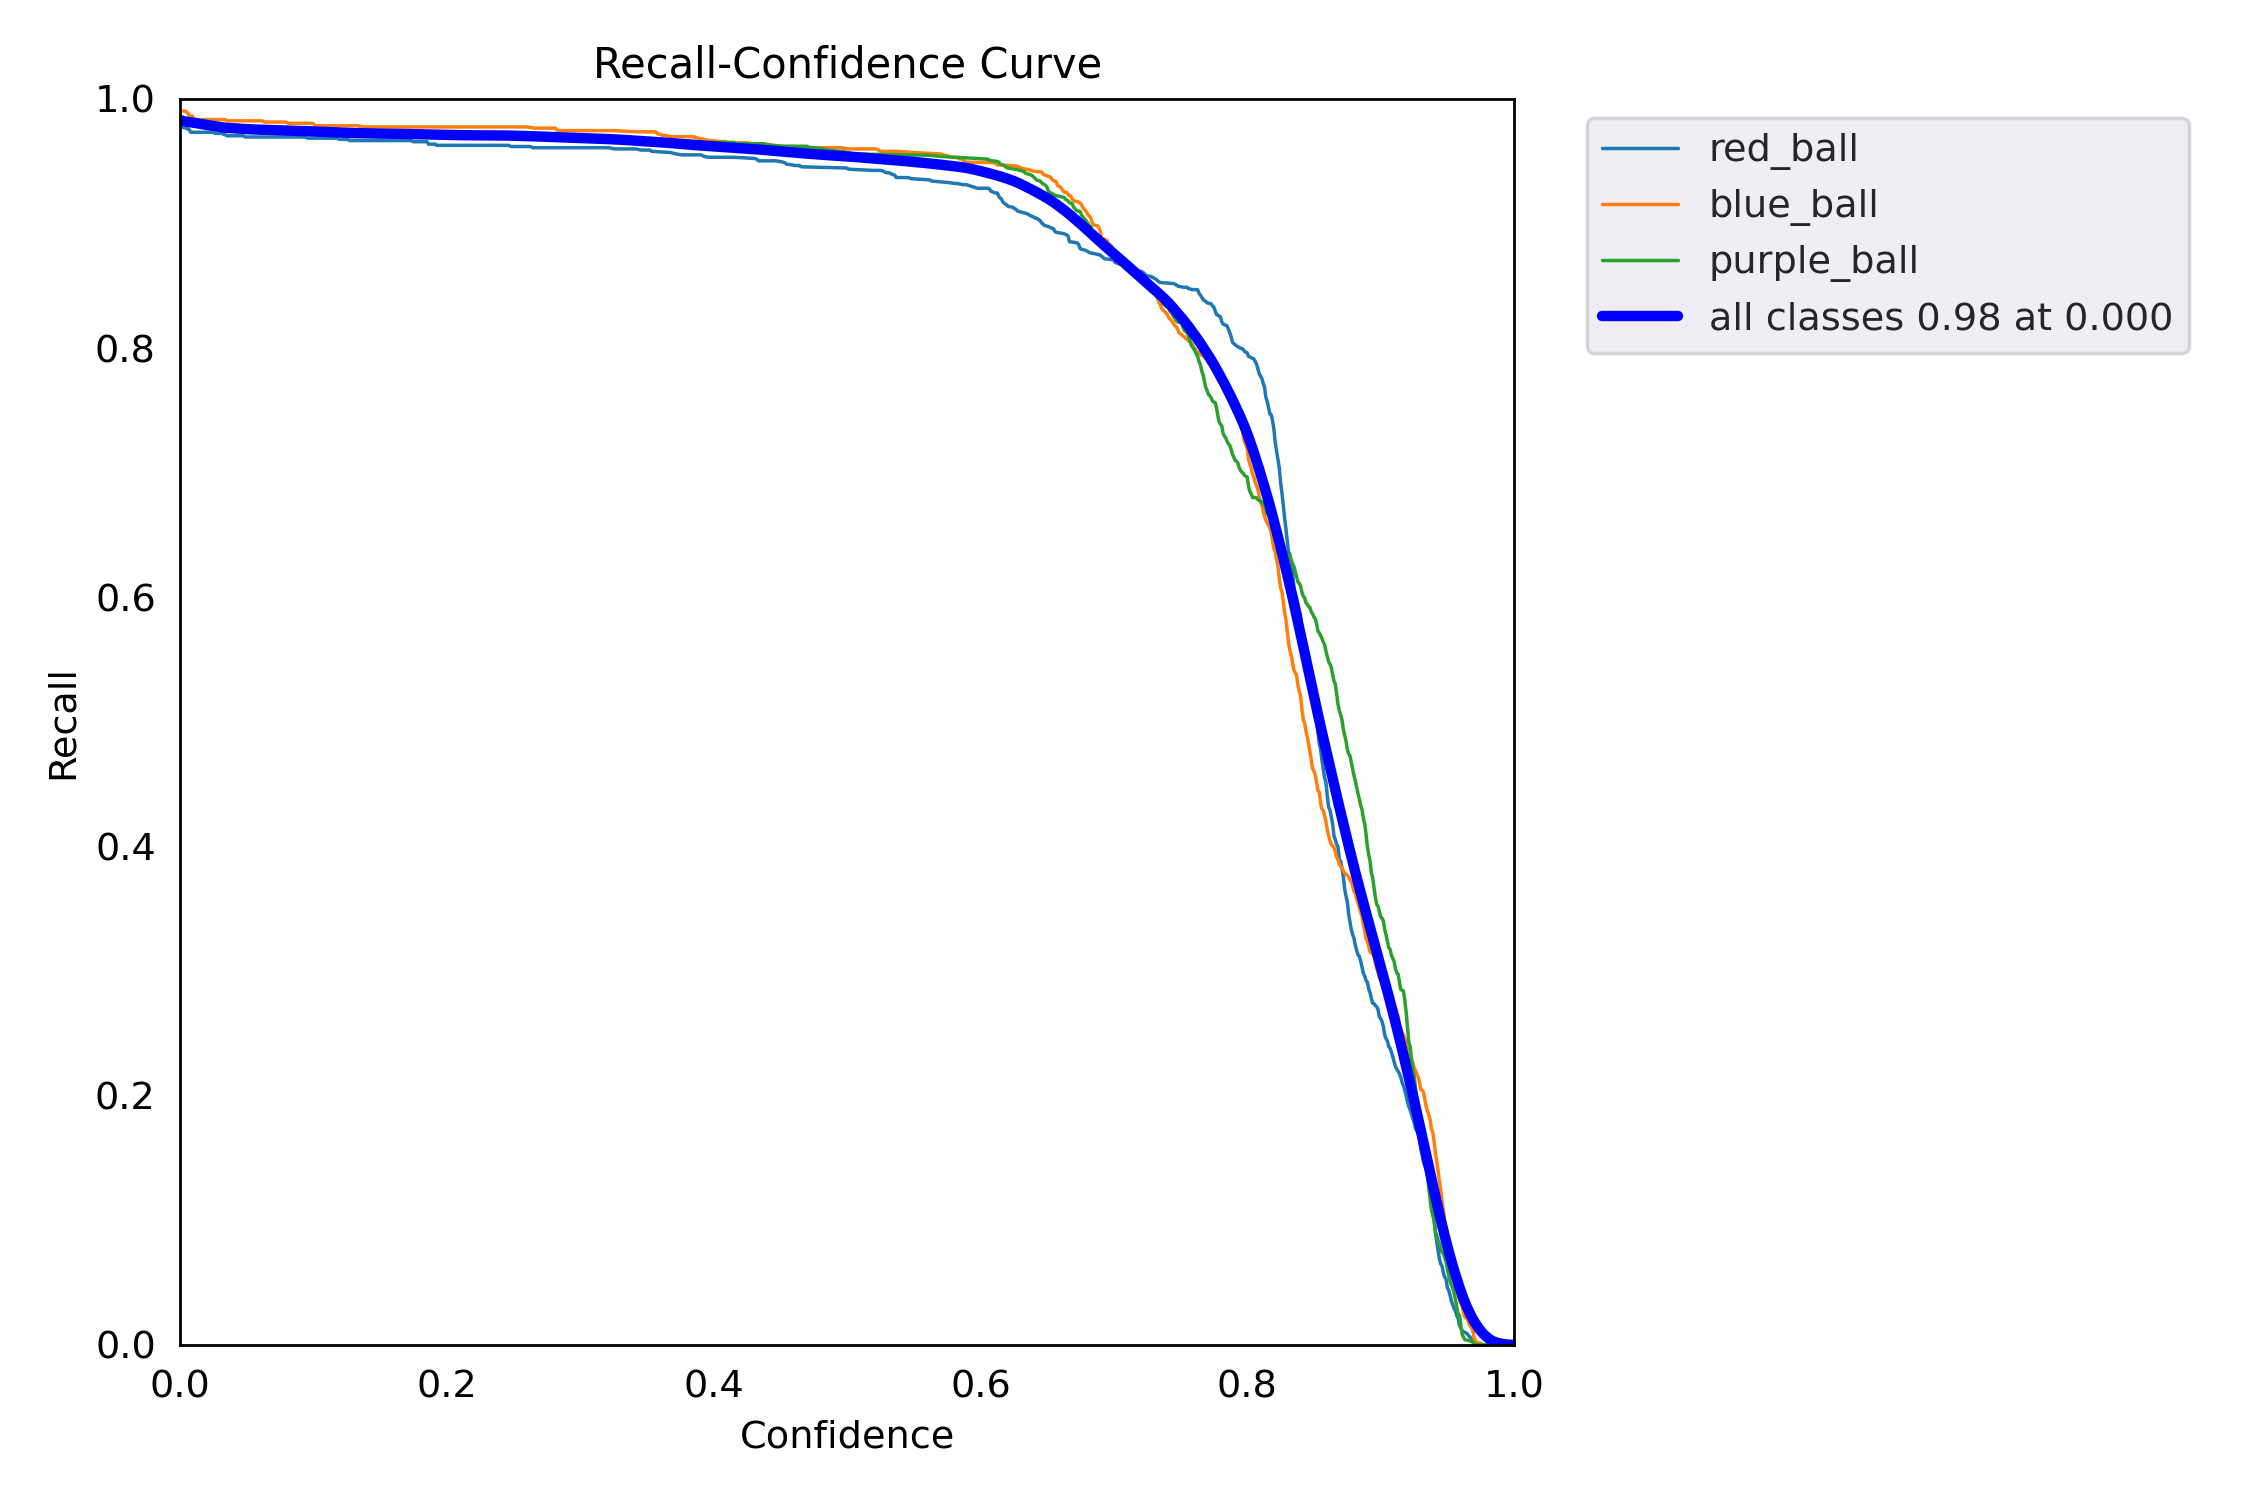 Recall-Confidence Curve
1.0
0.8
0.6
0.4
0.2
0.0
Recall
0.0 0.2 0.4 0.6 0.8 1.0
Confidence
red_ball
blue_ball
purple_ball
all classes 0.98 at 0.000